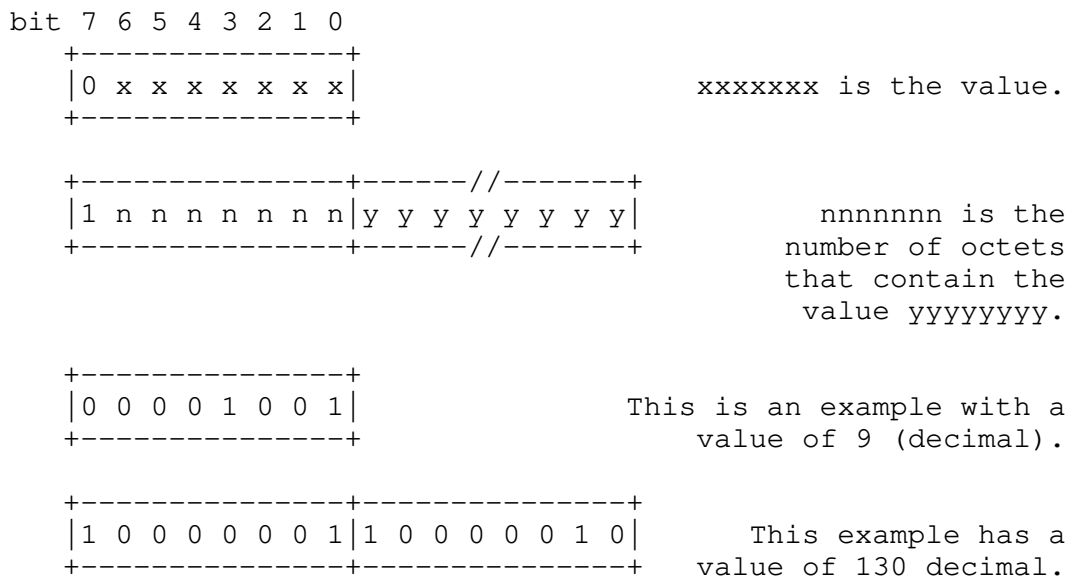 bit 7 6 5 4 3 2 1 0
+---------------+
|0 x x x x x x x| xxxxxxx is the value.
+---------------+
+---------------+------//-------+
|1 n n n n n n n|y y y y y y y y| nnnnnnn is the
+---------------+------//-------+ number of octets
that contain the
value yyyyyyyy.
+---------------+
|0 0 0 0 1 0 0 1| This is an example with a
+---------------+ value of 9 (decimal).
+---------------+---------------+
|1 0 0 0 0 0 0 1|1 0 0 0 0 0 1 0| This example has a
+---------------+---------------+ value of 130 decimal.